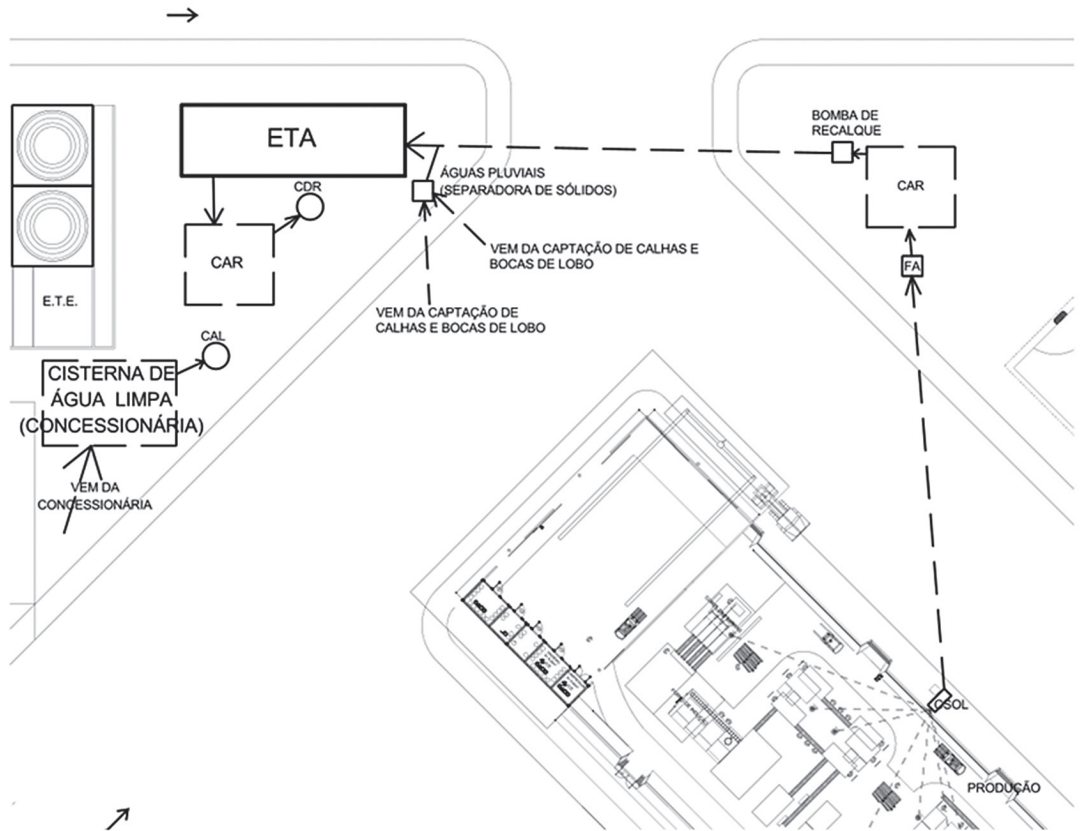 BOMBA DE
RECALQUE
ETA
ÁGUAS PLUVIAIS
(SEPARADORA DE SÓLIDOS)
CDR
CAR
CAR
VEM DA CAPTAÇÃO DE CALHAS E
BOCAS DE LOBO
FA
E.T.E.
VEM DA CAPTAÇÃO DE
CALHAS E BOCAS DE LOBO
CAL
CISTERNA DE
ÁGUA LIMPA
(CONCESSIONÁRIA)
VEM DA
CONCESSIONÁRIA
CSOL
PRODUÇÃO